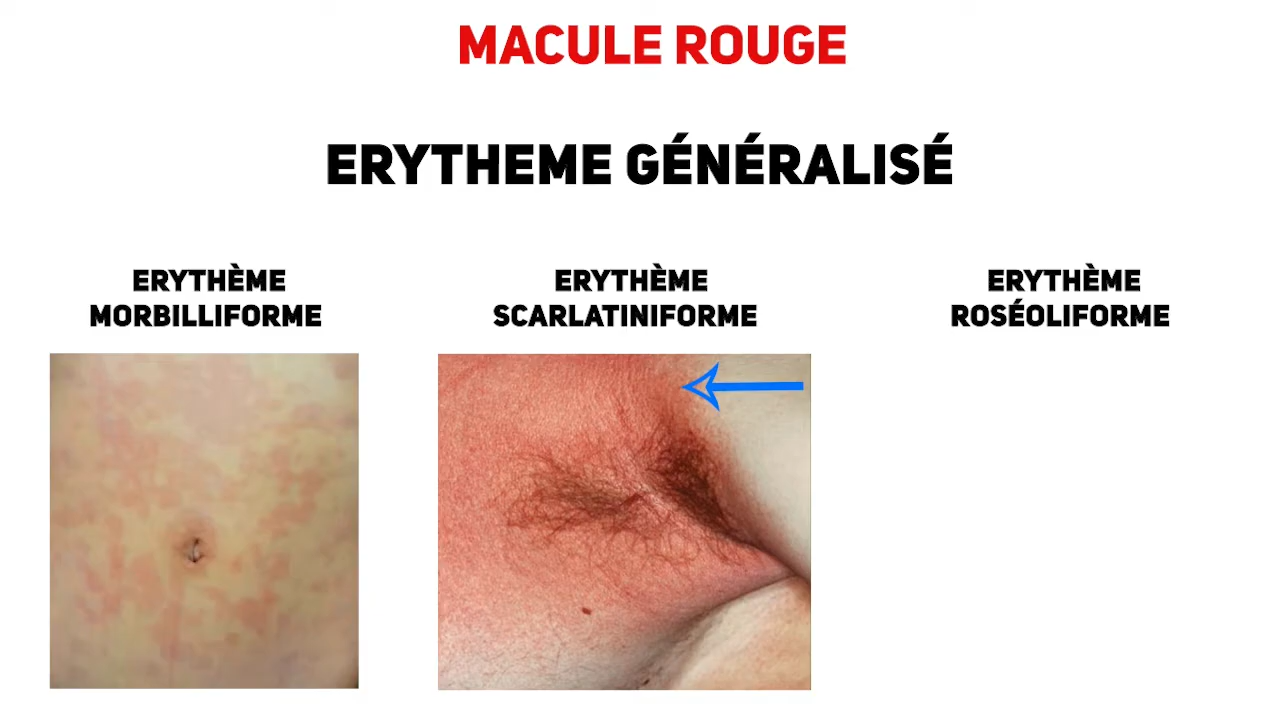 MACULE ROUGE
ERYTHEME GÉNÉRALISÉ
ERYTHÈME
MORBILLIFORME
ERYTHÈME
SCARLATINIFORME
ERYTHÈME
ROSÉOLIFORME